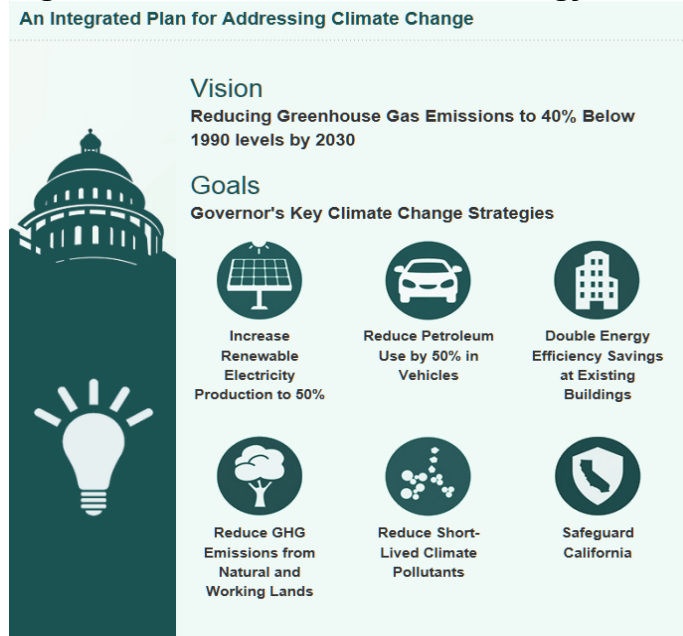 An Integrated Plan for Addressing Climate Change
Vision
Reducing Greenhouse Gas Emissions to 40% Below
1990 levels by 2030
Goals
Governor's Key Climate Change Strategies
Increase
Renewable
Electricity
Production to 50%
Reduce Petroleum
Use by 50% in
Vehicles
Double Energy
Efficiency Savings
at Existing
Buildings
Reduce GHG
Emissions from
Natural and
Working Lands
Reduce Short-
Lived Climate
Pollutants
Safeguard
California